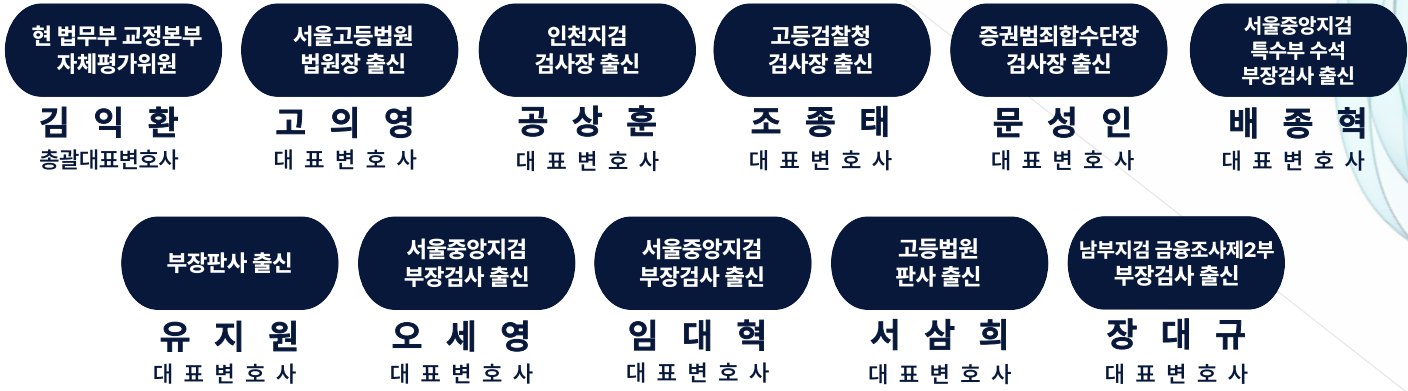 현 법무부 교정본부
자체평가위원
김 익 환
총괄대표변호사
서울고등법원
법원장 출신
고 의 영
대 표 변 호 사
인천지검
검사장 출신
공 상 훈
대 표 변 호 사
고등검찰청
검사장 출신
조 종 태
대 표 변 호 사
증권범죄합수단장
검사장 출신
문 성 인
대 표 변 호 사
서울중앙지검
특수부 수석
부장검사 출신
배 종 혁
대 표 변 호 사
부장판사 출신
유 지 원
대 표 변 호 사
서울중앙지검
부장검사 출신
오 세 영
대 표 변 호 사
서울중앙지검
부장검사 출신
임 대 혁
대 표 변 호 사
고등법원
판사 출신
서 삼 희
대 표 변 호 사
남부지검 금융조사제2부
부장검사 출신
장 대 규
대 표 변 호 사